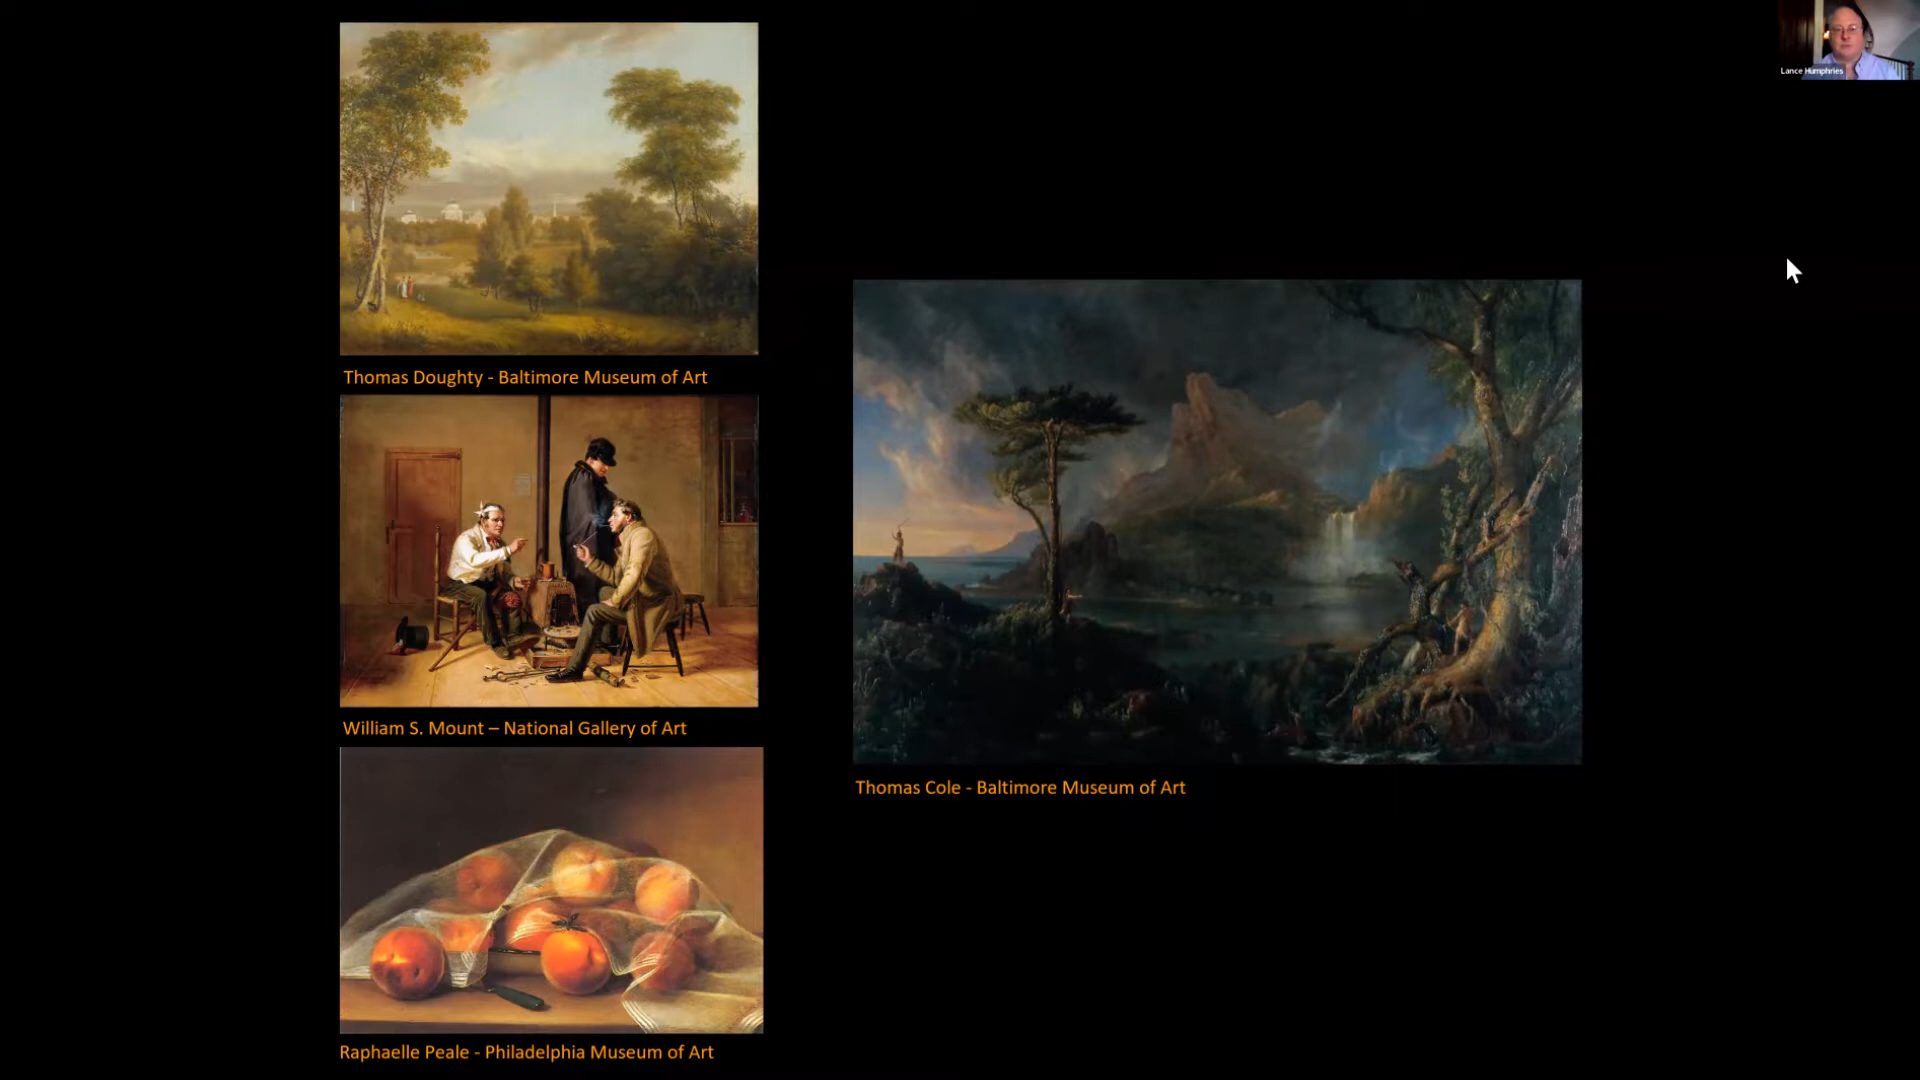 Lance Humphries
Thomas Doughty - Baltimore Museum of Art
William S. Mount – National Gallery of Art
Thomas Cole - Baltimore Museum of Art
Raphaelle Peale - Philadelphia Museum of Art